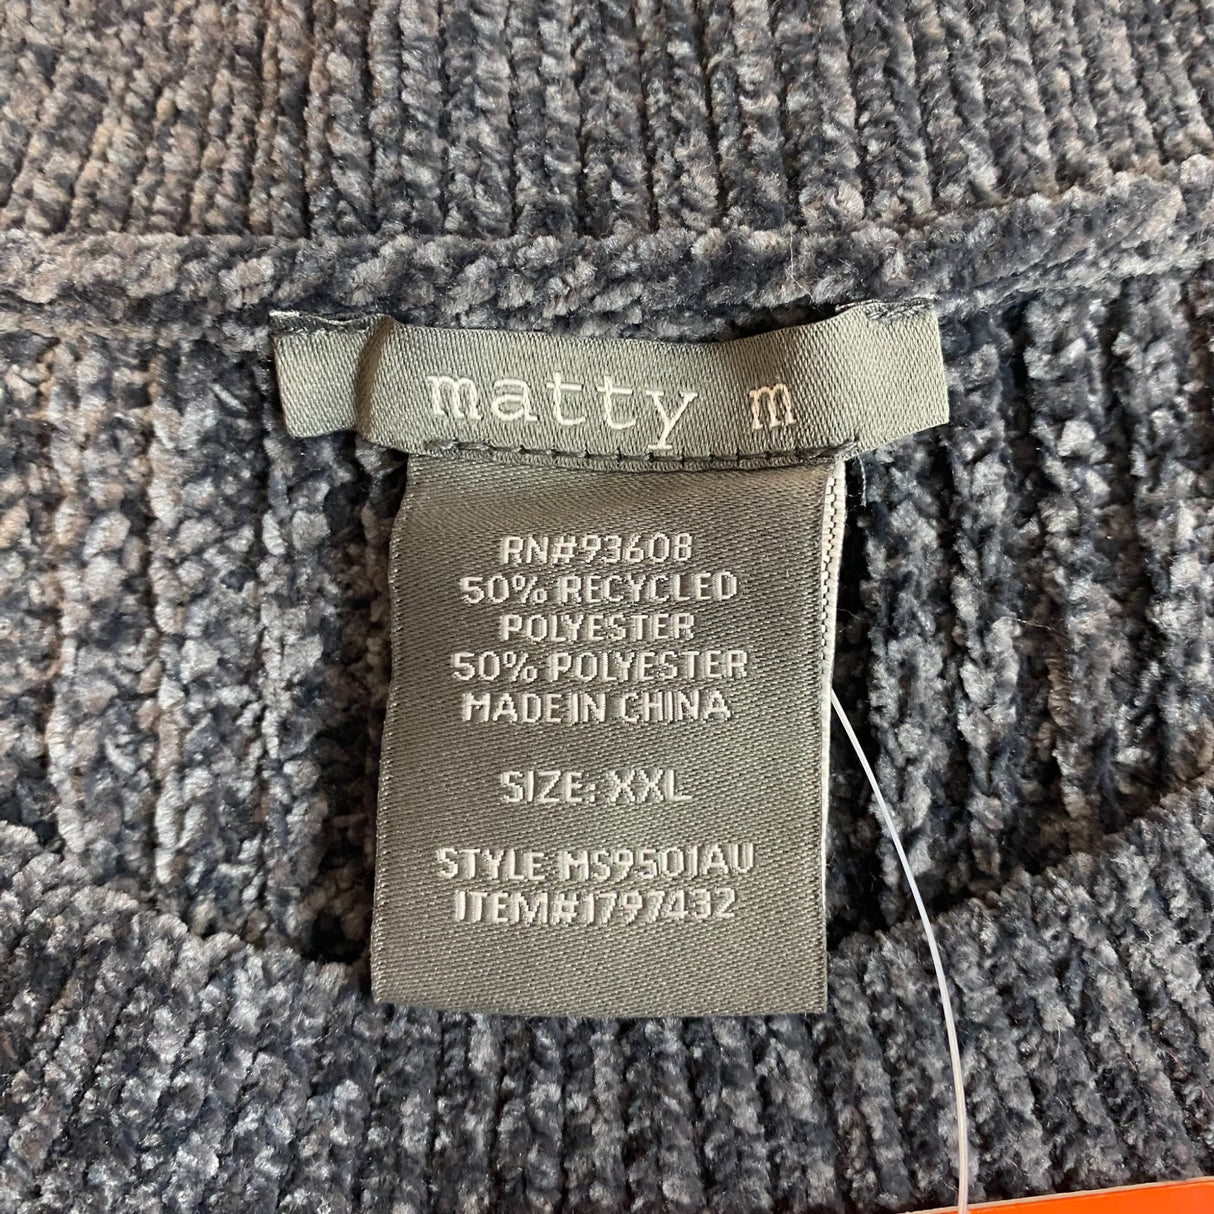 matty m
RN#93608
50% RECYCLED
POLYESTER
50% POLYESTER
MADE IN CHINA
SIZE: XXL
STYLE MS9501AU
ITEM#1797432